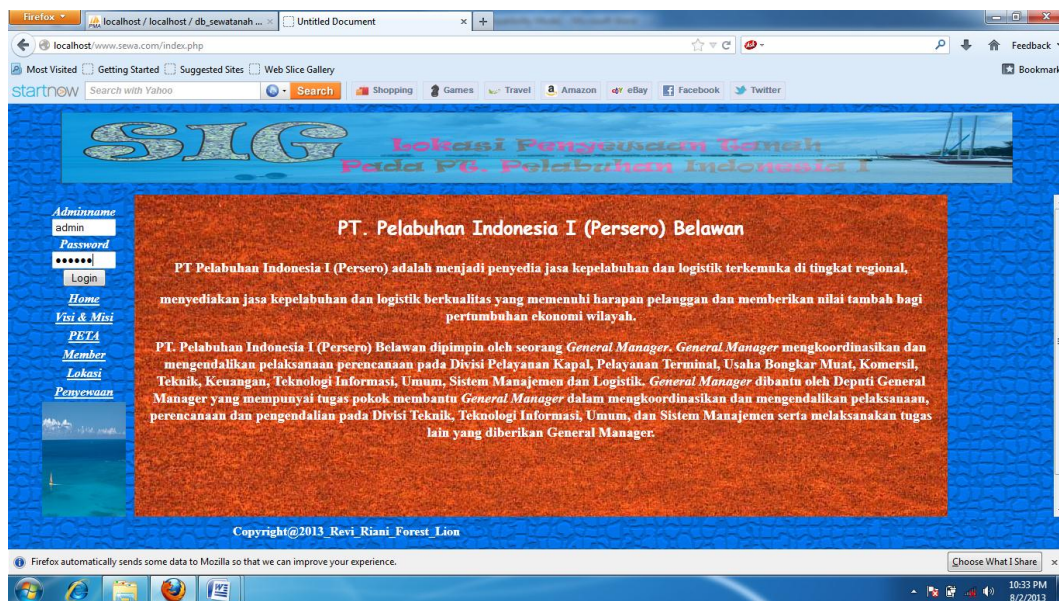 Firefox
localhost / localhost / db_sewatanah ...
Untitled Document
localhost/www.sewa.com/index.php
Feedback
Most Visited Getting Started Suggested Sites Web Slice Gallery
Bookmark
startnow Search with Yahoo Search Shopping Games Travel Amazon eBay Facebook Twitter
SIG Lokasi Penyewaan Tanah
Pada PG. Pelabuhan Indonesia I
Adminname
admin
Password
Login
Home
Visi & Misi
PETA
Member
Lokasi
Penyewaan
PT. Pelabuhan Indonesia I (Persero) Belawan
PT Pelabuhan Indonesia I (Persero) adalah menjadi penyedia jasa kepelabuhan dan logistik terkemuka di tingkat regional,
menyediakan jasa kepelabuhan dan logistik berkualitas yang memenuhi harapan pelanggan dan memberikan nilai tambah bagi
pertumbuhan ekonomi wilayah.
PT. Pelabuhan Indonesia I (Persero) Belawan dipimpin oleh seorang General Manager. General Manager mengkoordinasikan dan
mengendalikan pelaksanaan perencanaan pada Divisi Pelayanan Kapal, Pelayanan Terminal, Usaha Bongkar Muat, Komersil,
Teknik, Keuangan, Teknologi Informasi, Umum, Sistem Manajemen dan Logistik. General Manager dibantu oleh Deputi General
Manager yang mempunyai tugas pokok membantu General Manager dalam mengkoordinasikan dan mengendalikan pelaksanaan,
perencanaan dan pengendalian pada Divisi Teknik, Teknologi Informasi, Umum, dan Sistem Manajemen serta melaksanakan tugas
lain yang diberikan General Manager.
Copyright@2013_Revi_Riani_Forest_Lion
Firefox automatically sends some data to Mozilla so that we can improve your experience.
Choose What I Share
10:33 PM
8/2/2013